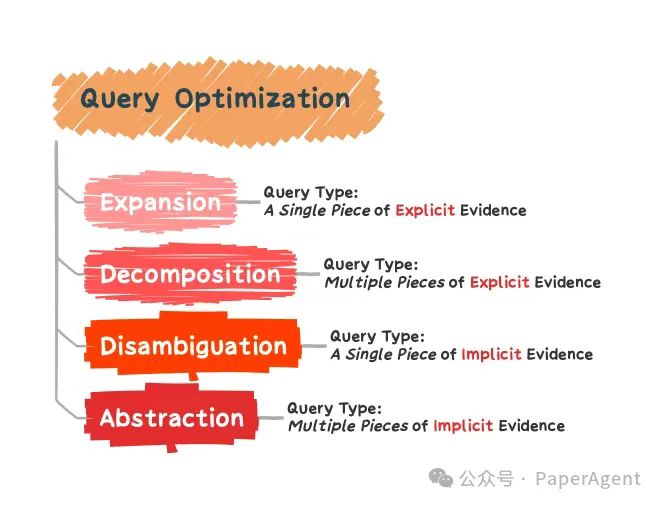 Query Optimization
Expansion
Query Type:
A Single Piece of Explicit Evidence
Decomposition
Query Type:
Multiple Pieces of Explicit Evidence
Disambiguation
Query Type:
A Single Piece of Implicit Evidence
Abstraction
Query Type:
Multiple Pieces of Implicit Evidence
公众号 · PaperAgent